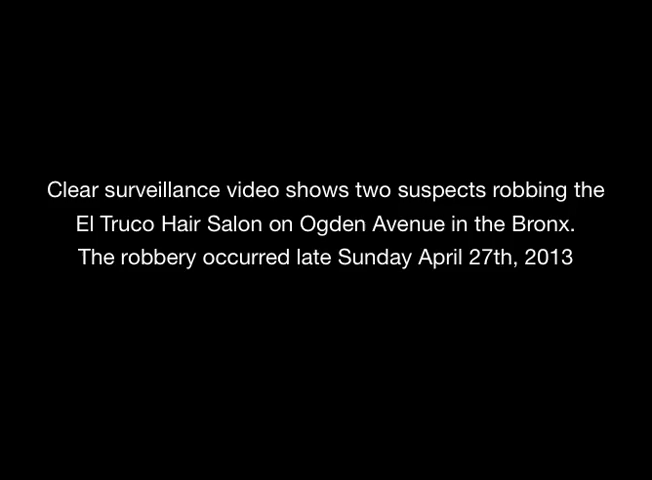 Clear surveillance video shows two suspects robbing the
El Truco Hair Salon on Ogden Avenue in the Bronx.
The robbery occurred late Sunday April 27th, 2013